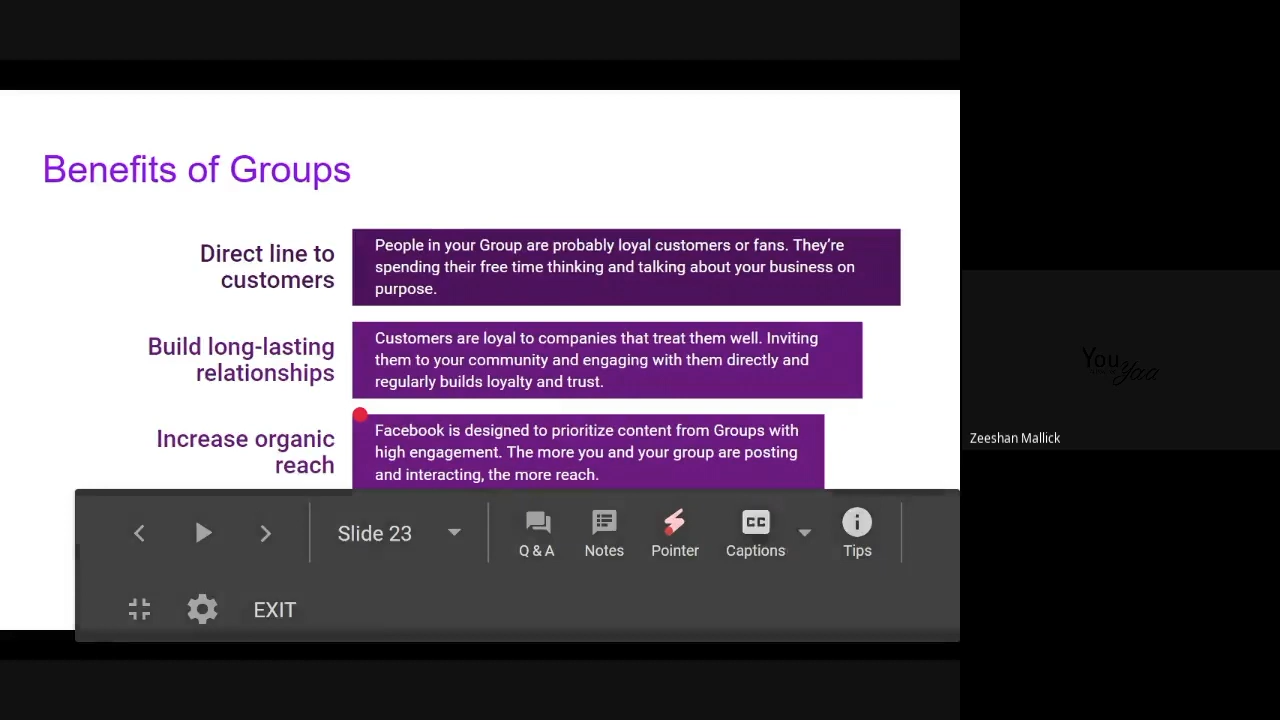 Benefits of Groups
Direct line to
customers
People in your Group are probably loyal customers or fans. They're
spending their free time thinking and talking about your business on
purpose.
Build long-lasting
relationships
Customers are loyal to companies that treat them well. Inviting
them to your community and engaging with them directly and
regularly builds loyalty and trust.
Increase organic
reach
Facebook is designed to prioritize content from Groups with
high engagement. The more you and your group are posting
and interacting, the more reach.
Slide 23
Q & A
Notes
Pointer
CC
Captions
Tips
EXIT
You
Yaa
Zeeshan Mallick